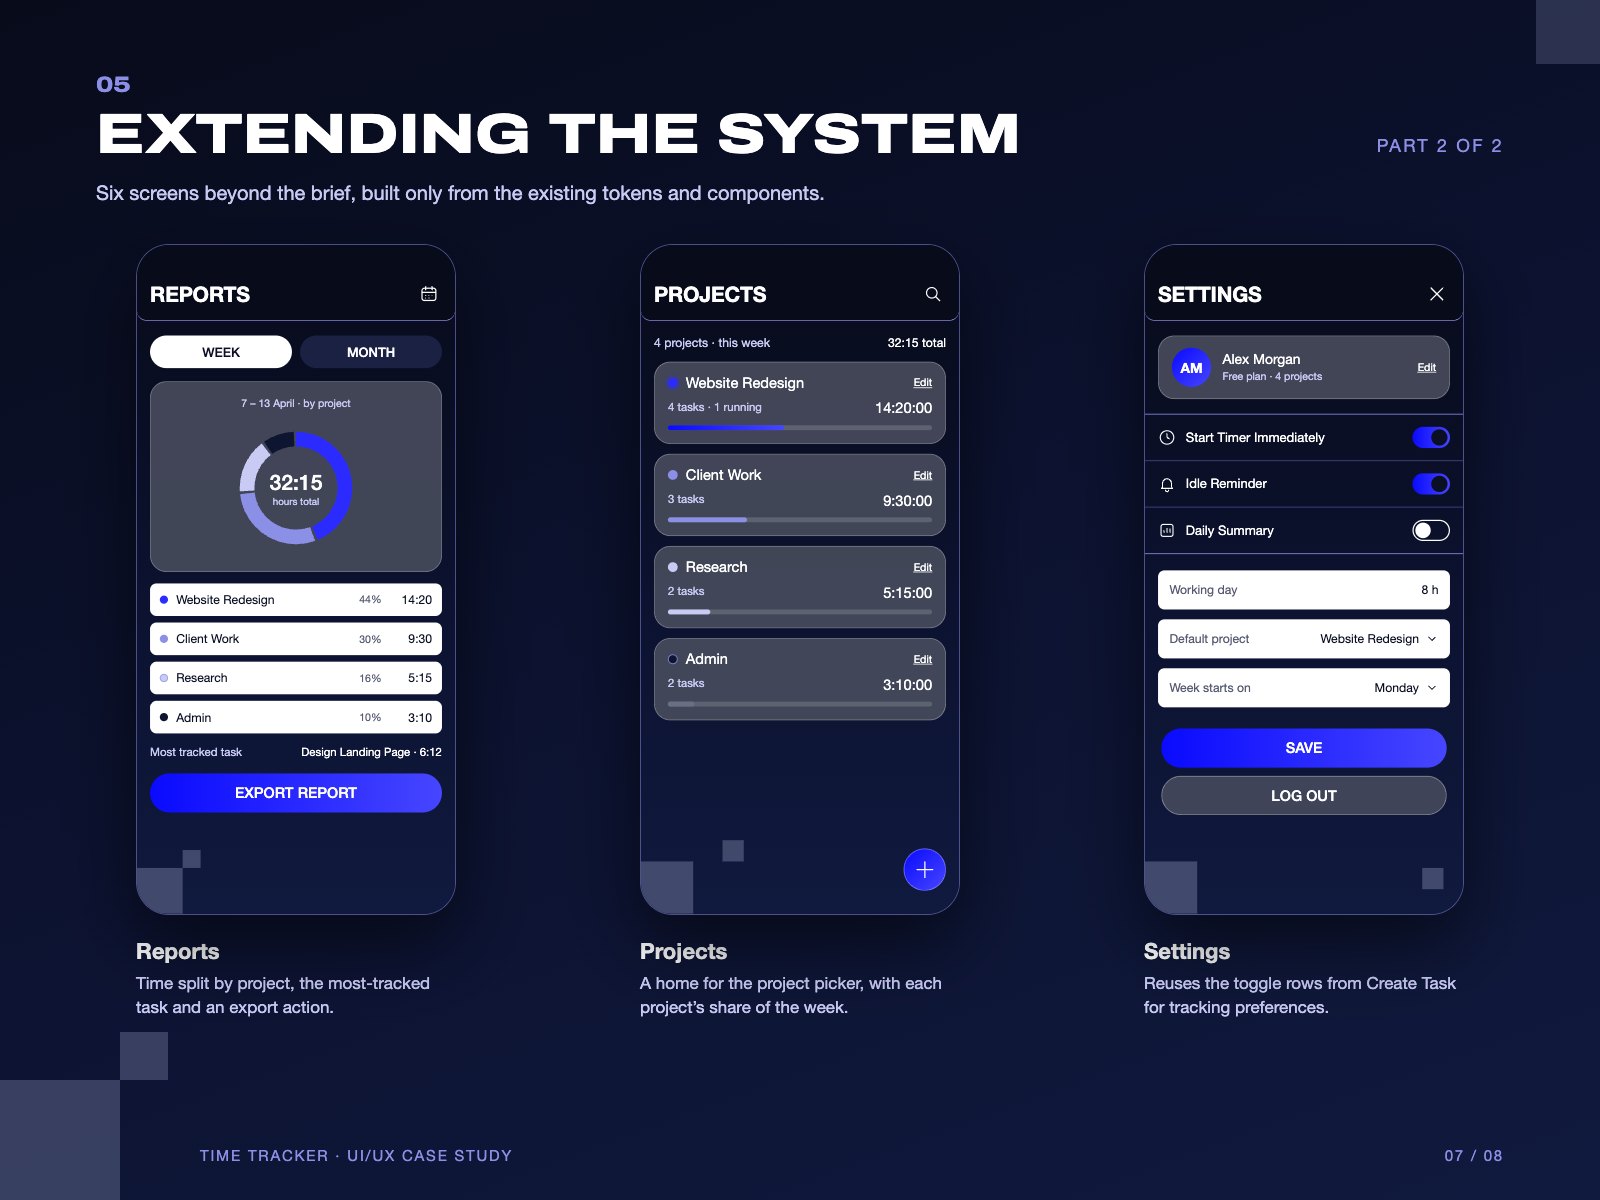 05
EXTENDING THE SYSTEM
PART 2 OF 2
Six screens beyond the brief, built only from the existing tokens and components.
REPORTS
WEEK
MONTH
7 – 13 April · by project
32:15
hours total
Website Redesign 44% 14:20
Client Work 30% 9:30
Research 16% 5:15
Admin 10% 3:10
Most tracked task Design Landing Page · 6:12
EXPORT REPORT
Reports
Time split by project, the most-tracked
task and an export action.
PROJECTS
4 projects · this week 32:15 total
Website Redesign Edit
4 tasks · 1 running 14:20:00
Client Work Edit
3 tasks 9:30:00
Research Edit
2 tasks 5:15:00
Admin Edit
2 tasks 3:10:00
Projects
A home for the project picker, with each
project’s share of the week.
SETTINGS
AM
Alex Morgan
Free plan · 4 projects
Edit
Start Timer Immediately
Idle Reminder
Daily Summary
Working day 8 h
Default project Website Redesign
Week starts on Monday
SAVE
LOG OUT
Settings
Reuses the toggle rows from Create Task
for tracking preferences.
TIME TRACKER · UI/UX CASE STUDY
07 / 08